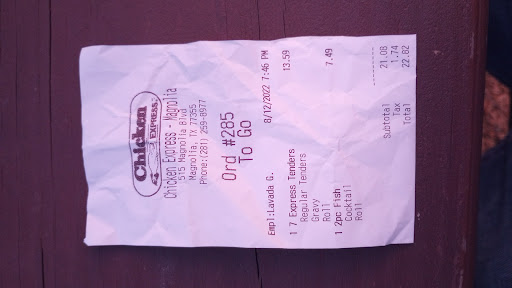 Chicken
EXPRESS
Chicken Express - Magnolia
515 Magnolia Blvd
Magnolia, TX 77355
Phone:(281) 259-8977
Ord #285
To Go
Empl:Lavada G. 8/12/2022 7:45 PM
1 7 Express Tenders 13.59
Regular Tenders
Gravy
Roll
1 2pc Fish 7.49
Cocktail
Roll
Subtotal 21.08
Tax 1.74
Total 22.82